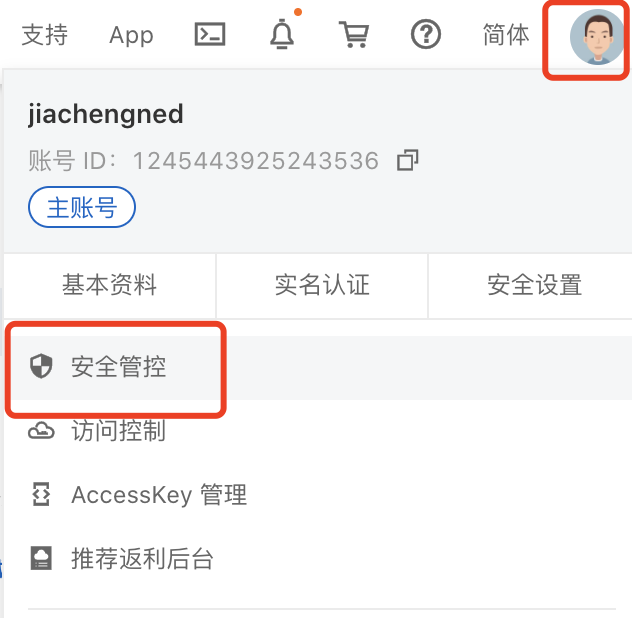 支持 App 简体
jiachengned
账号 ID： 1245443925243536
主账号
基本资料 实名认证 安全设置
安全管控
访问控制
AccessKey 管理
推荐返利后台